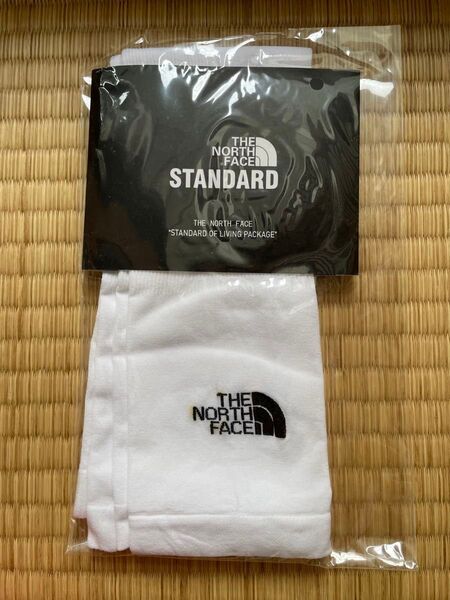 THE
NORTH
FACE
STANDARD
THE NORTH FACE
"STANDARD OF LIVING PACKAGE"
THE
NORTH
FACE